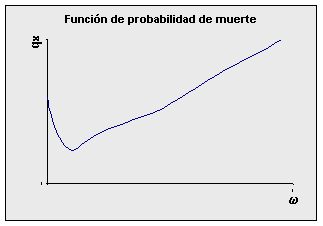 Función de probabilidad de muerte
qx
ω